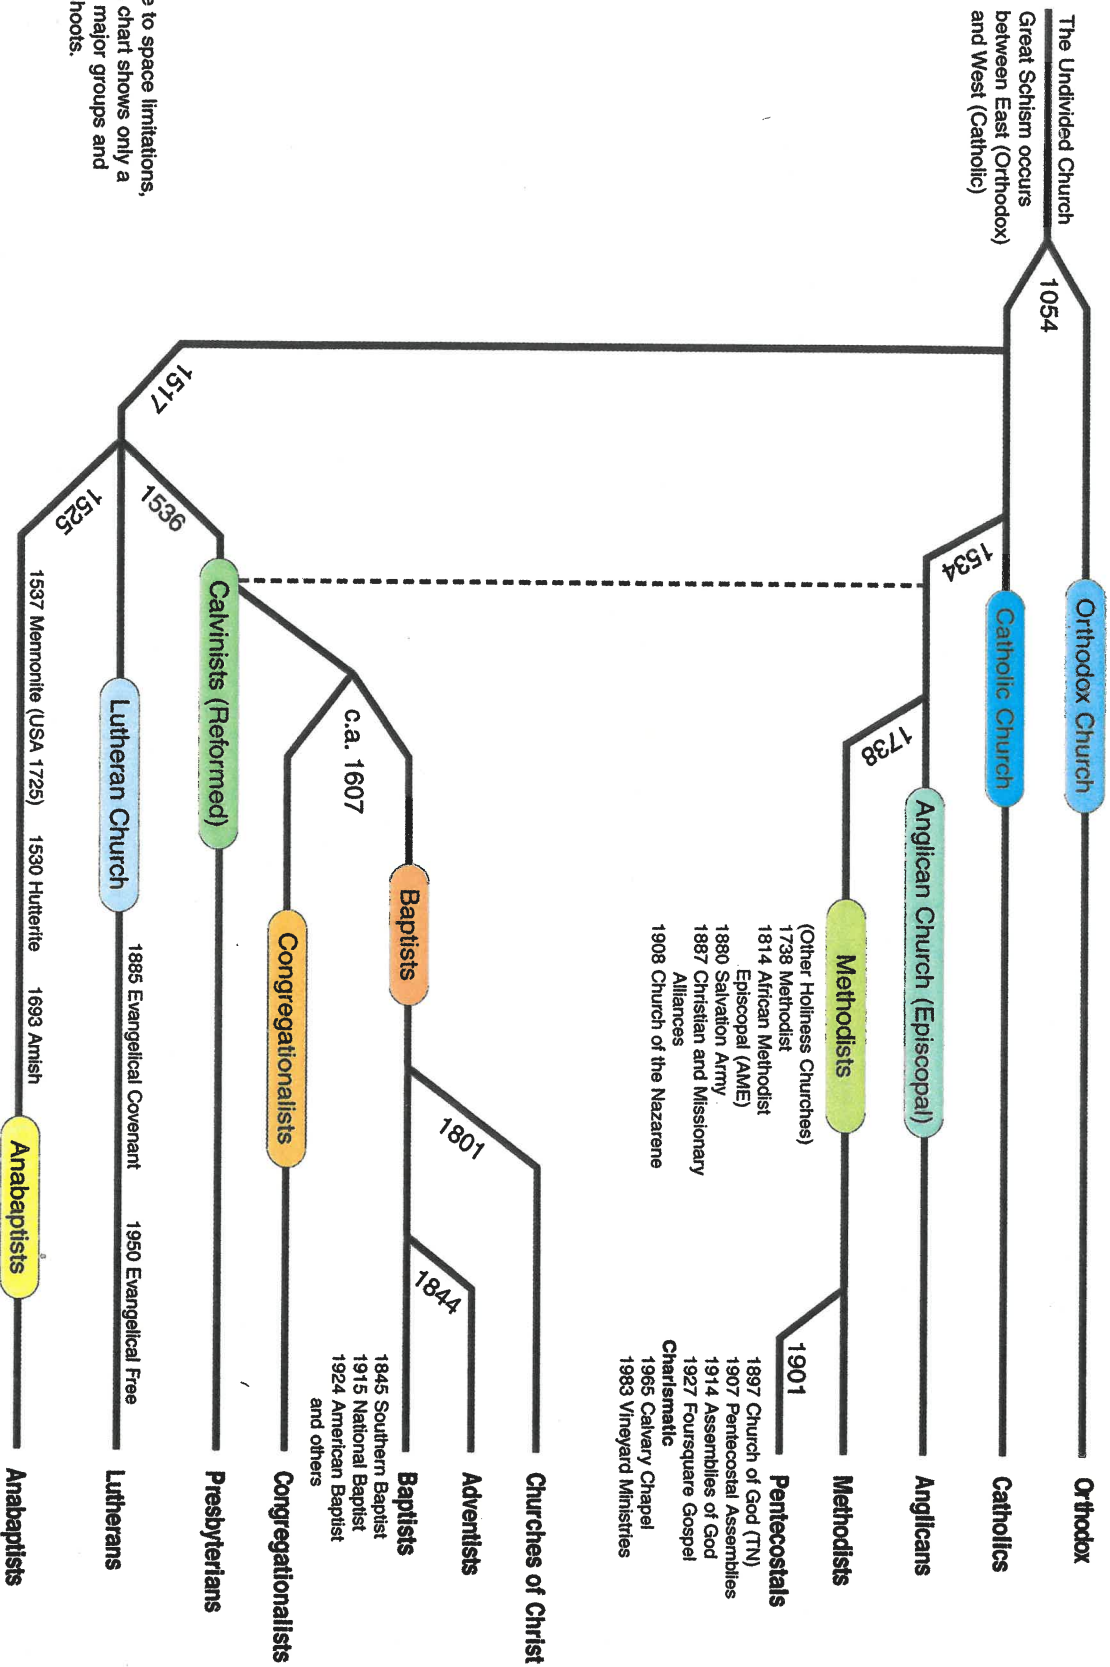 The Undivided Church
Great Schism occurs
between East (Orthodox)
and West (Catholic)
1054
Orthodox Church
Orthodox
Catholic Church
Catholics
1534
Anglican Church (Episcopal)
Anglicans
1738
Methodists
Methodists
(Other Holiness Churches)
1738 Methodist
1814 African Methodist
Episcopal (AME)
1880 Salvation Army
1887 Christian and Missionary
Alliances
1908 Church of the Nazarene
1901
Pentecostals
1897 Church of God (TN)
1907 Pentecostal Assemblies
1914 Assemblies of God
1927 Foursquare Gospel
Charismatic
1965 Calvary Chapel
1983 Vineyard Ministries
1801
Churches of Christ
1844
Adventists
c.a. 1607
Baptists
Baptists
1845 Southern Baptist
1915 National Baptist
1924 American Baptist
and others
Congregationalists
Congregationalists
1517
1536
Calvinists (Reformed)
Presbyterians
Lutheran Church
1885 Evangelical Covenant
1950 Evangelical Free
Lutherans
1525
1537 Mennonite (USA 1725)
1530 Hutterite
1693 Amish
Anabaptists
Anabaptists
to space limitations,
chart shows only a
major groups and
hoots.